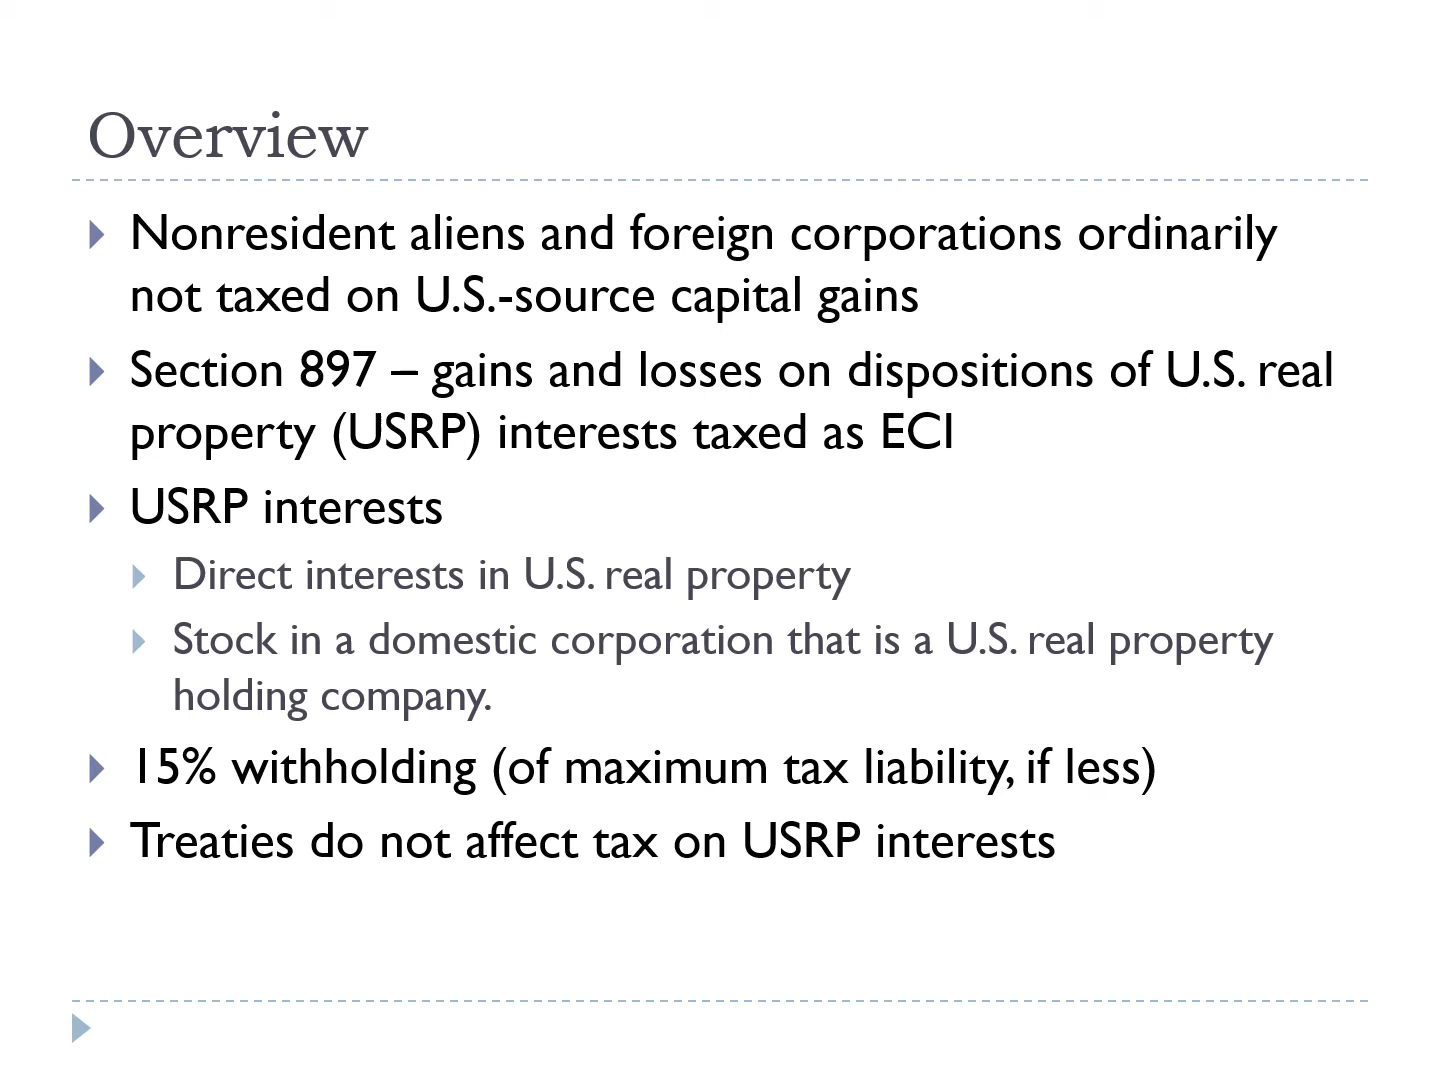 Overview
Nonresident aliens and foreign corporations ordinarily
not taxed on U.S.-source capital gains
Section 897 – gains and losses on dispositions of U.S. real
property (USRP) interests taxed as ECI
USRP interests
Direct interests in U.S. real property
Stock in a domestic corporation that is a U.S. real property
holding company.
15% withholding (of maximum tax liability, if less)
Treaties do not affect tax on USRP interests